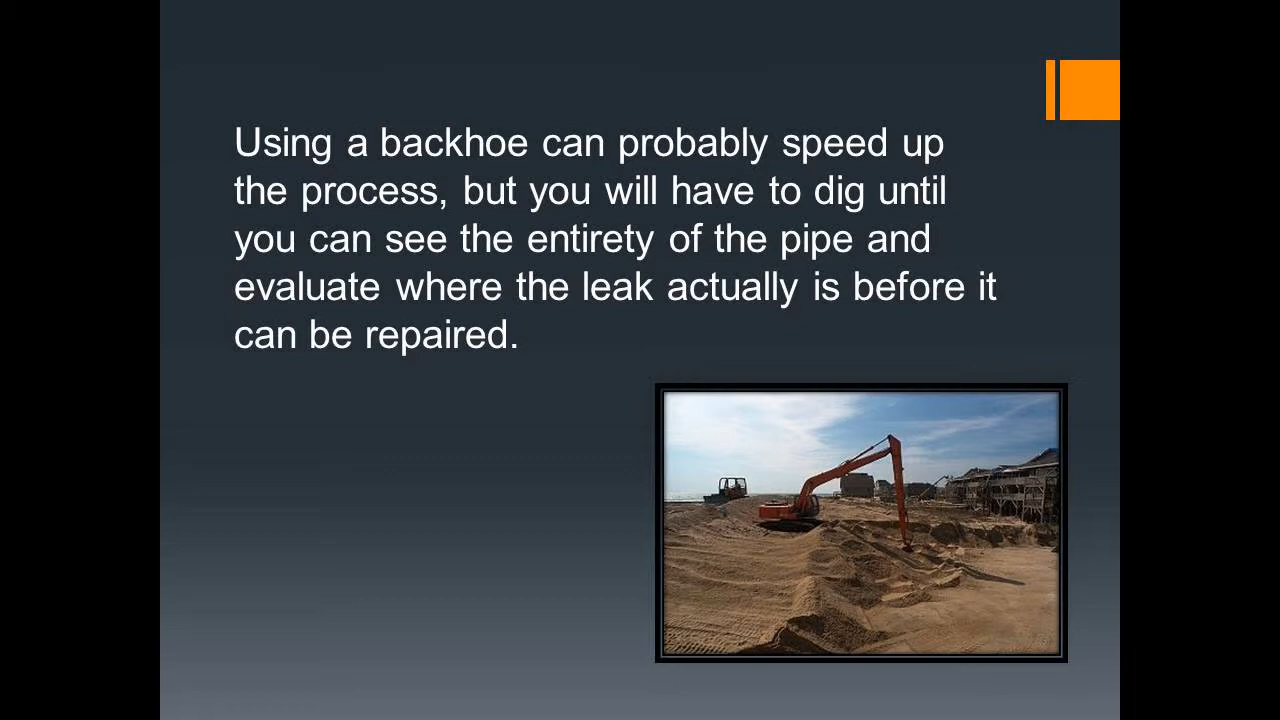 Using a backhoe can probably speed up
the process, but you will have to dig until
you can see the entirety of the pipe and
evaluate where the leak actually is before it
can be repaired.